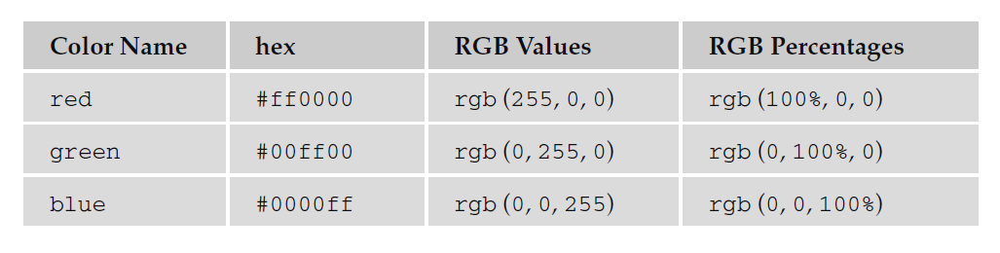 Color Name hex RGB Values RGB Percentages
red #ff0000 rgb(255,0,0) rgb(100%,0,0)
green #00ff00 rgb(0,255,0) rgb(0,100%,0)
blue #0000ff rgb(0,0,255) rgb(0,0,100%)